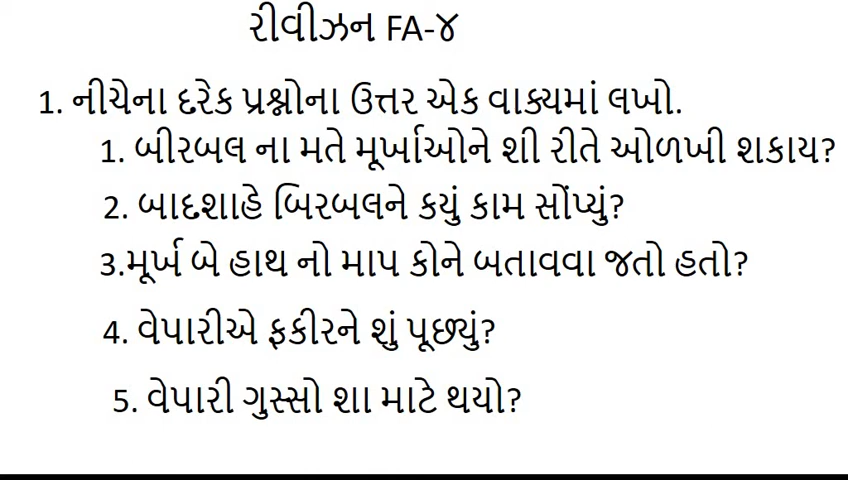 રીવીઝન FA-૪
1. નીચેના દરેક પ્રશ્નોના ઉત્તર એક વાક્યમાં લખો.
1. બીરબલ ના મતે મૂર્ખાઓને શી રીતે ઓળખી શકાય?
2. બાદશાહે બિરબલને કયું કામ સોંપ્યું?
3.મૂર્ખ બે હાથ નો માપ કોને બતાવવા જતો હતો?
4. વેપારીએ ફકીરને શું પૂછ્યું?
5. વેપારી ગુસ્સો શા માટે થયો?